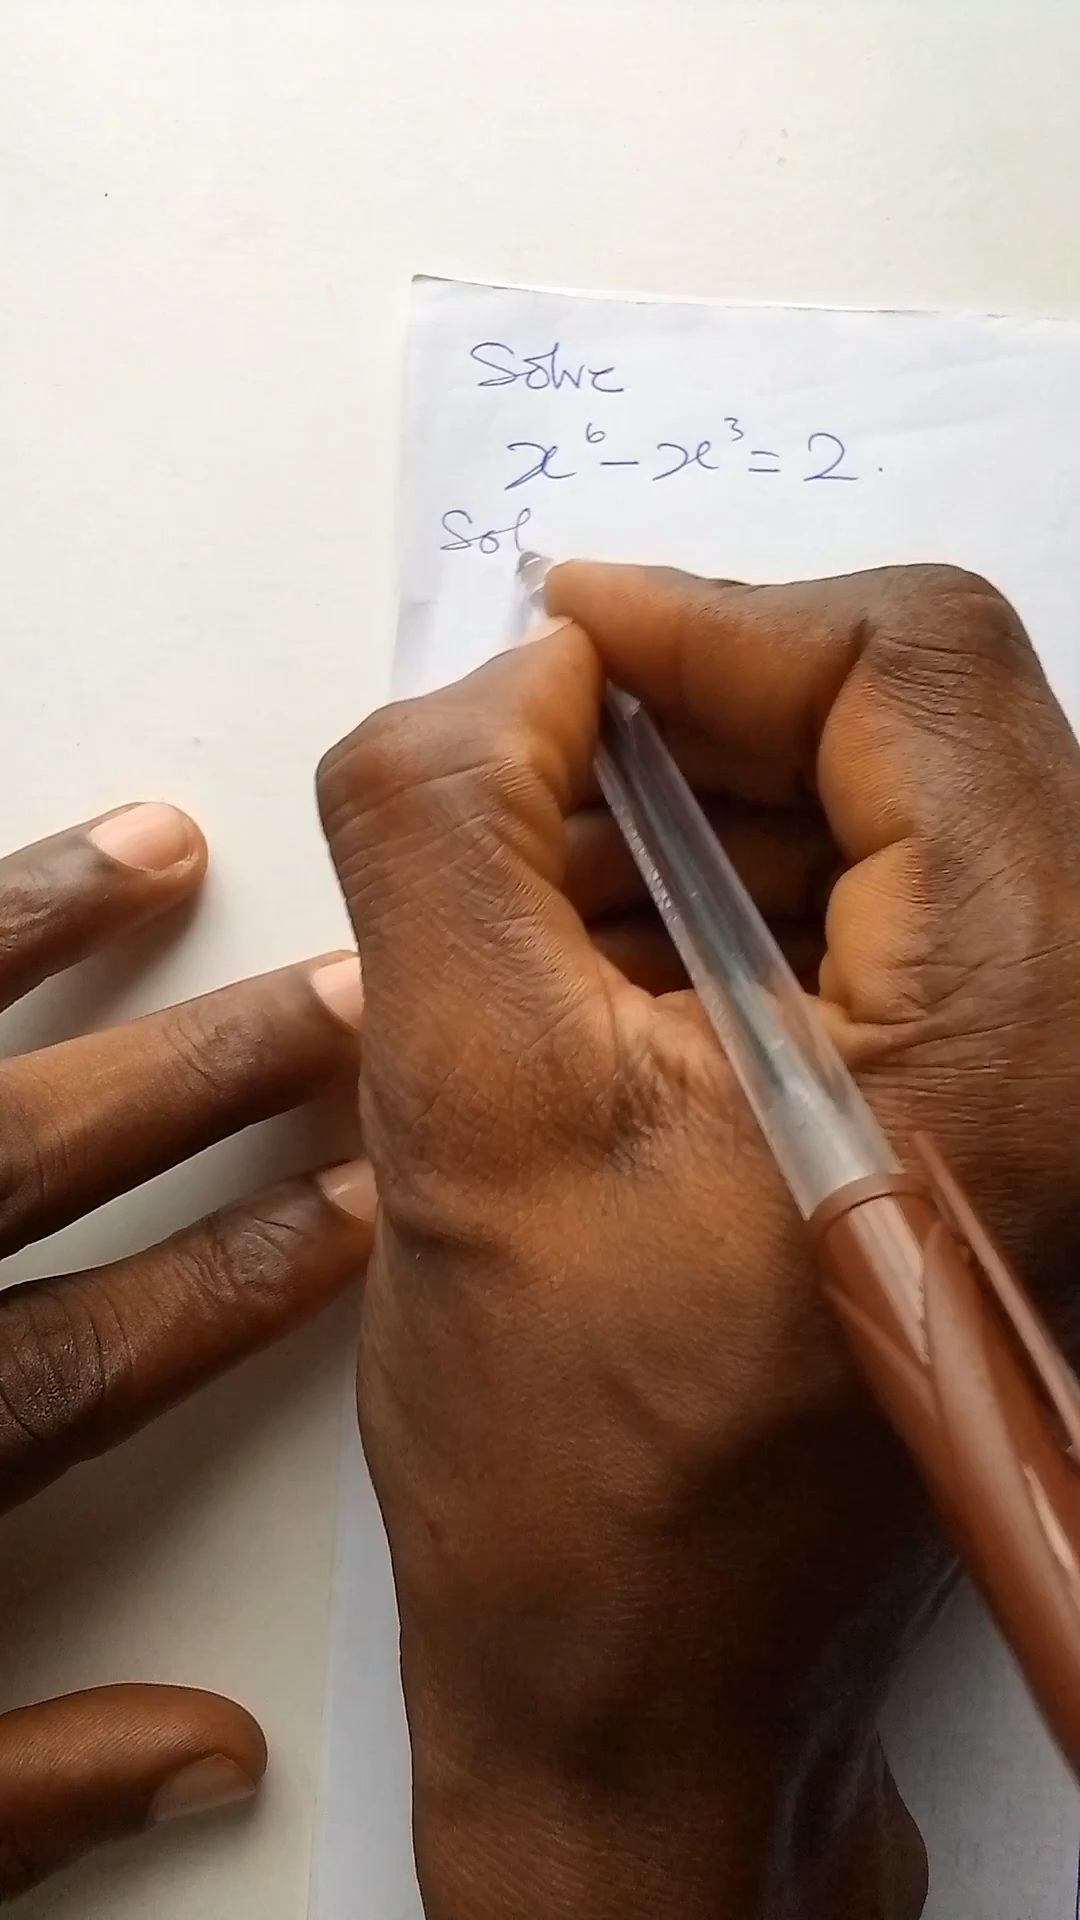 Solve
x⁶ - x³ = 2.
Sol